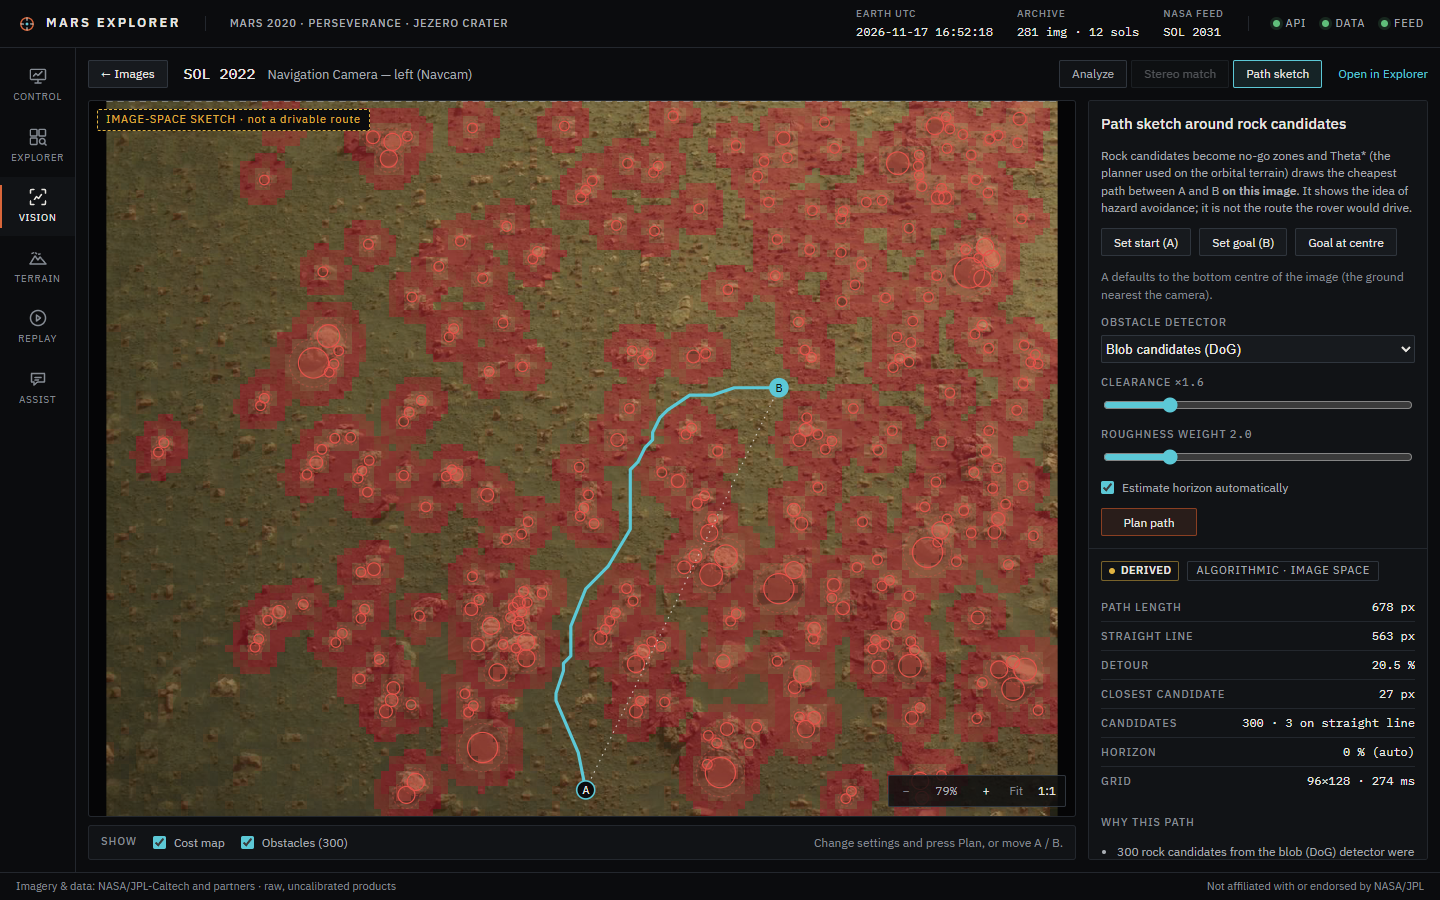 MARS EXPLORER
MARS 2020 · PERSEVERANCE · JEZERO CRATER
EARTH UTC
2026-11-17 16:52:18
ARCHIVE
281 img · 12 sols
NASA FEED
SOL 2031
API
DATA
FEED
CONTROL
EXPLORER
VISION
TERRAIN
REPLAY
ASSIST
← Images
SOL 2022
Navigation Camera — left (Navcam)
Analyze
Stereo match
Path sketch
Open in Explorer
IMAGE-SPACE SKETCH · not a drivable route
B
A
− 79% + Fit 1:1
SHOW
Cost map
Obstacles (300)
Change settings and press Plan, or move A / B.
Path sketch around rock candidates
Rock candidates become no-go zones and Theta* (the
planner used on the orbital terrain) draws the cheapest
path between A and B on this image. It shows the idea of
hazard avoidance; it is not the route the rover would drive.
Set start (A)
Set goal (B)
Goal at centre
A defaults to the bottom centre of the image (the ground
nearest the camera).
OBSTACLE DETECTOR
Blob candidates (DoG)
CLEARANCE ×1.6
ROUGHNESS WEIGHT 2.0
Estimate horizon automatically
Plan path
DERIVED
ALGORITHMIC · IMAGE SPACE
PATH LENGTH 678 px
STRAIGHT LINE 563 px
DETOUR 20.5 %
CLOSEST CANDIDATE 27 px
CANDIDATES 300 · 3 on straight line
HORIZON 0 % (auto)
GRID 96×128 · 274 ms
WHY THIS PATH
• 300 rock candidates from the blob (DoG) detector were
Imagery & data: NASA/JPL-Caltech and partners · raw, uncalibrated products
Not affiliated with or endorsed by NASA/JPL